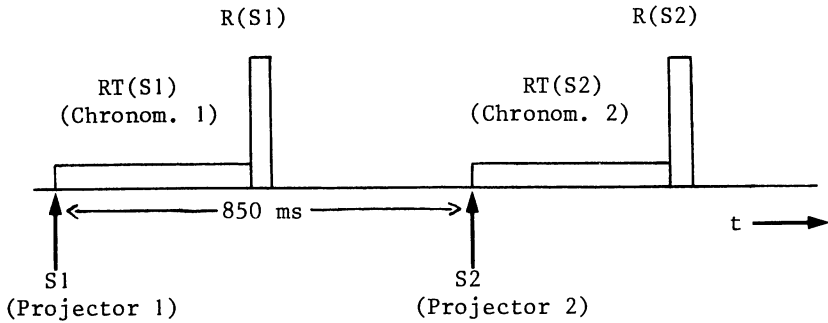 R(S1)
R(S2)
RT(S1)
(Chronom. 1)
RT(S2)
(Chronom. 2)
850 ms
t
S1
(Projector 1)
S2
(Projector 2)